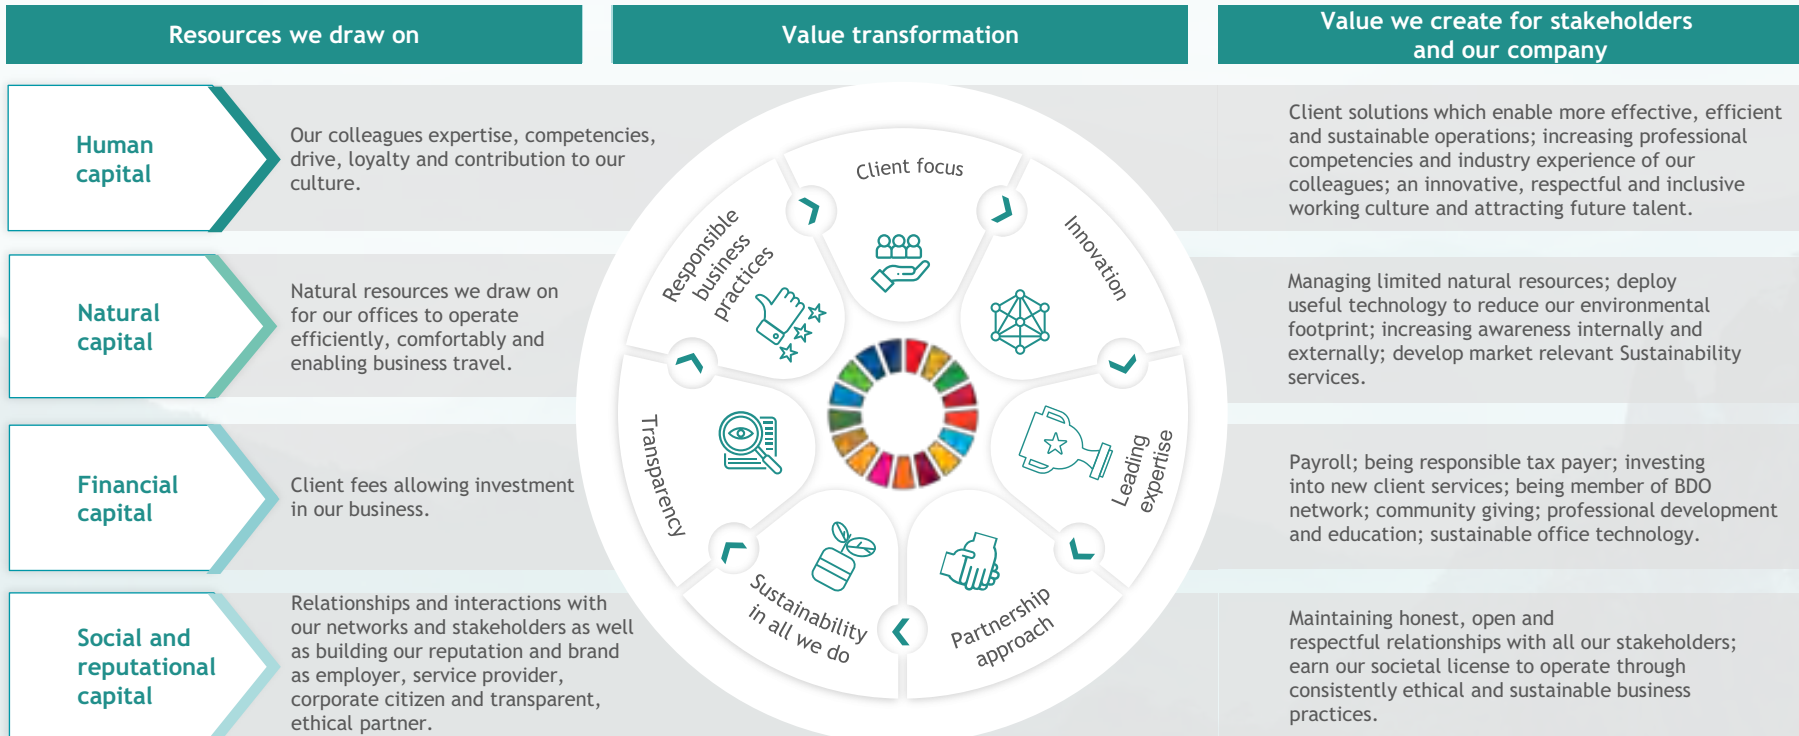 Resources we draw on
Value transformation
Value we create for stakeholders
and our company
Human
capital
Our colleagues expertise, competencies,
drive, loyalty and contribution to our
culture.
Natural
capital
Natural resources we draw on
for our offices to operate
efficiently, comfortably and
enabling business travel.
Financial
capital
Client fees allowing investment
in our business.
Social and
reputational
capital
Relationships and interactions with
our networks and stakeholders as well
as building our reputation and brand
as employer, service provider,
corporate citizen and transparent,
ethical partner.
Client focus
Innovation
Leading
expertise
Partnership
approach
Sustainability
in all we do
Transparency
Responsible
business
practices
Client solutions which enable more effective, efficient
and sustainable operations; increasing professional
competencies and industry experience of our
colleagues; an innovative, respectful and inclusive
working culture and attracting future talent.
Managing limited natural resources; deploy
useful technology to reduce our environmental
footprint; increasing awareness internally and
externally; develop market relevant Sustainability
services.
Payroll; being responsible tax payer; investing
into new client services; being member of BDO
network; community giving; professional development
and education; sustainable office technology.
Maintaining honest, open and
respectful relationships with all our stakeholders;
earn our societal license to operate through
consistently ethical and sustainable business
practices.